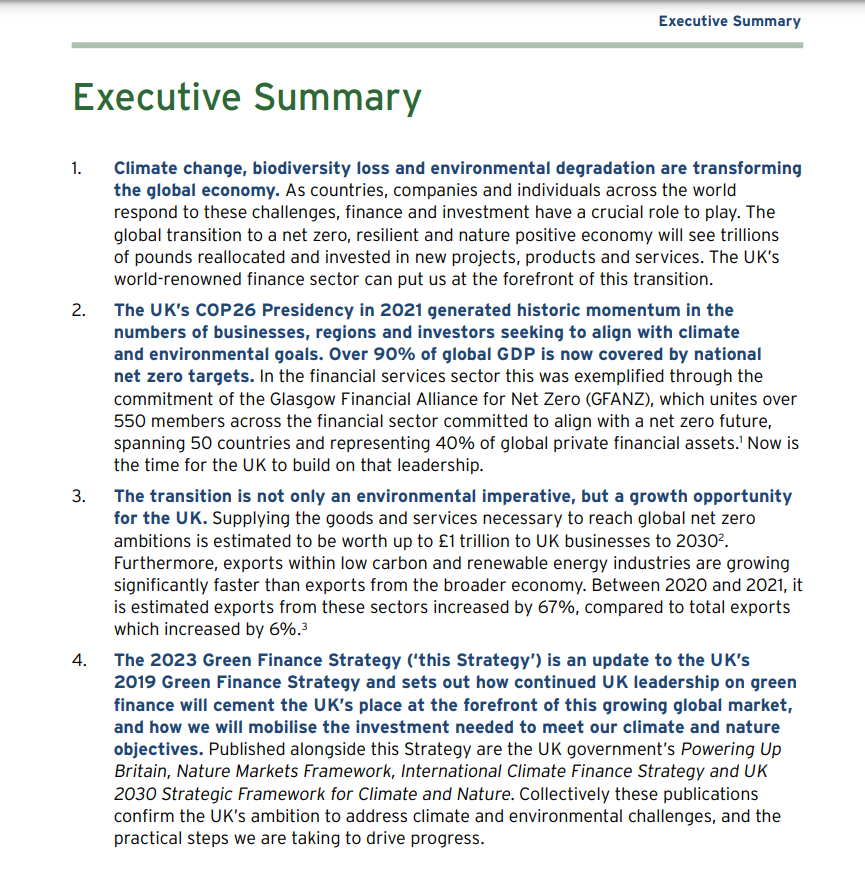 Executive Summary
Executive Summary
1. Climate change, biodiversity loss and environmental degradation are transforming
the global economy. As countries, companies and individuals across the world
respond to these challenges, finance and investment have a crucial role to play. The
global transition to a net zero, resilient and nature positive economy will see trillions
of pounds reallocated and invested in new projects, products and services. The UK's
world-renowned finance sector can put us at the forefront of this transition.
2. The UK's COP26 Presidency in 2021 generated historic momentum in the
numbers of businesses, regions and investors seeking to align with climate
and environmental goals. Over 90% of global GDP is now covered by national
net zero targets. In the financial services sector this was exemplified through the
commitment of the Glasgow Financial Alliance for Net Zero (GFANZ), which unites over
550 members across the financial sector committed to align with a net zero future,
spanning 50 countries and representing 40% of global private financial assets.¹ Now is
the time for the UK to build on that leadership.
3. The transition is not only an environmental imperative, but a growth opportunity
for the UK. Supplying the goods and services necessary to reach global net zero
ambitions is estimated to be worth up to £1 trillion to UK businesses to 2030².
Furthermore, exports within low carbon and renewable energy industries are growing
significantly faster than exports from the broader economy. Between 2020 and 2021, it
is estimated exports from these sectors increased by 67%, compared to total exports
which increased by 6%.³
4. The 2023 Green Finance Strategy ('this Strategy') is an update to the UK's
2019 Green Finance Strategy and sets out how continued UK leadership on green
finance will cement the UK's place at the forefront of this growing global market,
and how we will mobilise the investment needed to meet our climate and nature
objectives. Published alongside this Strategy are the UK government's Powering Up
Britain, Nature Markets Framework, International Climate Finance Strategy and UK
2030 Strategic Framework for Climate and Nature. Collectively these publications
confirm the UK's ambition to address climate and environmental challenges, and the
practical steps we are taking to drive progress.